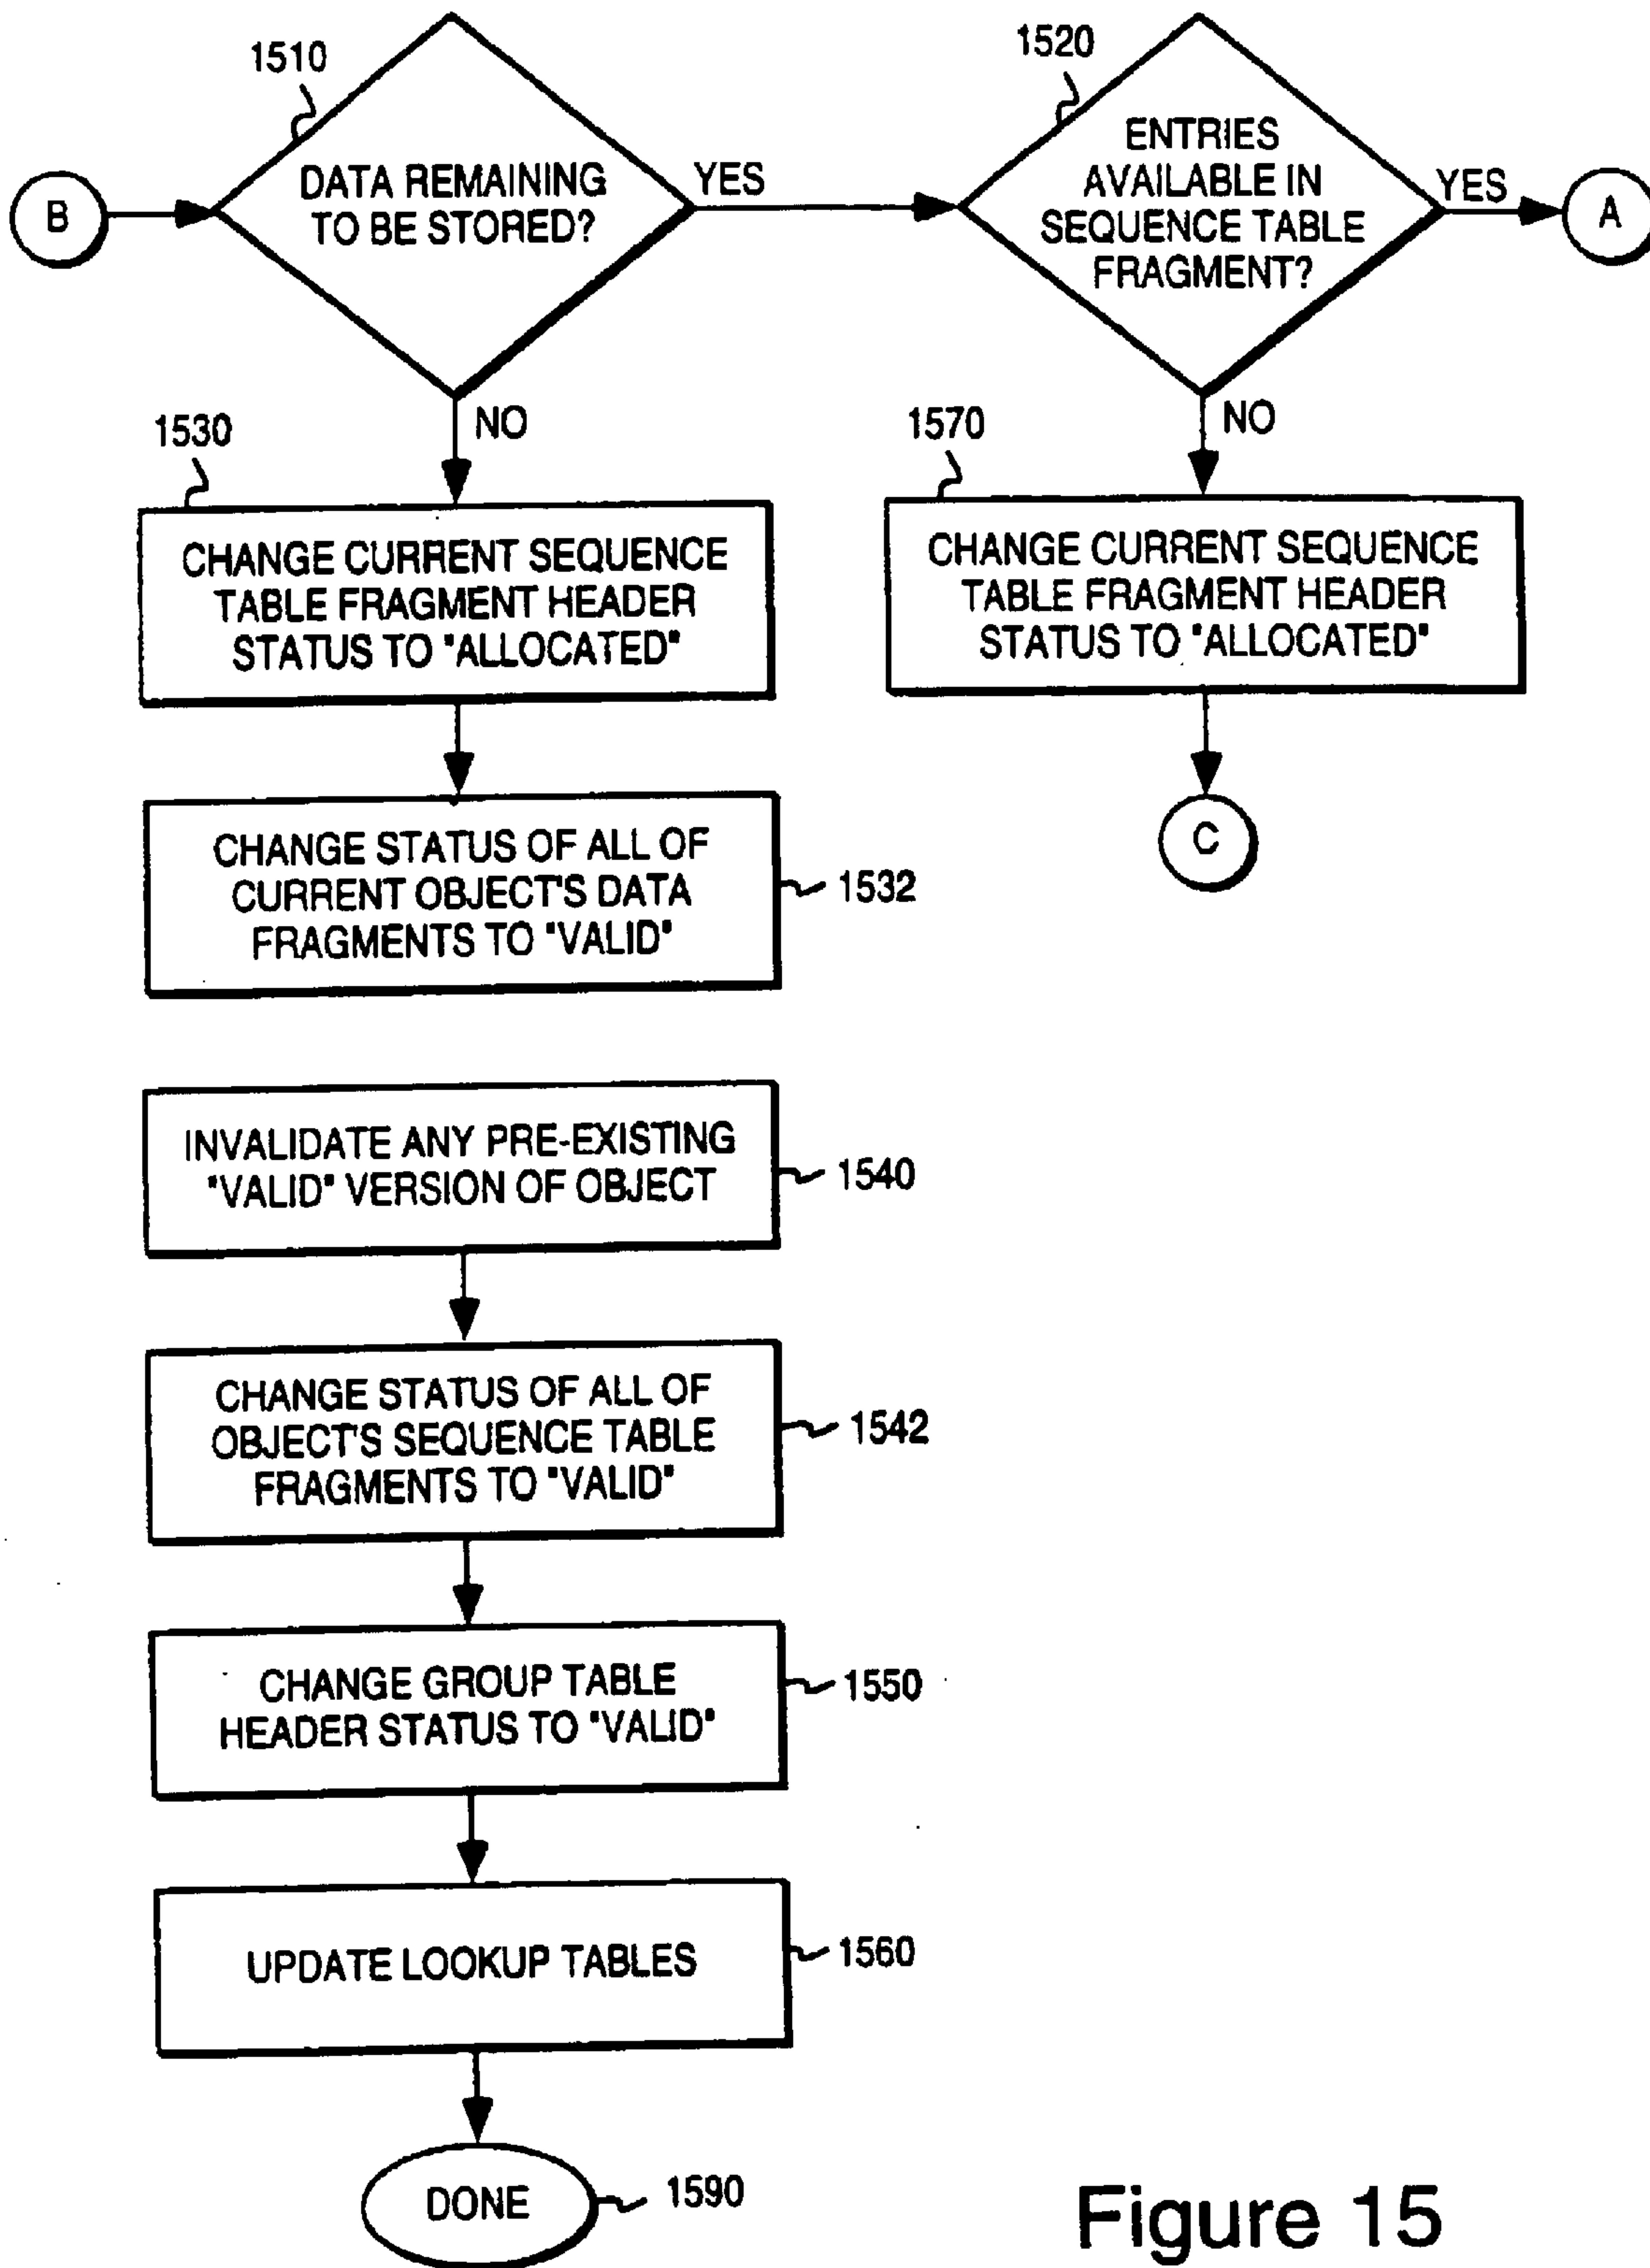 1510
1520
B
DATA REMAINING
TO BE STORED?
YES
ENTRIES
AVAILABLE IN
SEQUENCE TABLE
FRAGMENT?
YES
A
NO
NO
1530
CHANGE CURRENT SEQUENCE
TABLE FRAGMENT HEADER
STATUS TO "ALLOCATED"
1570
CHANGE CURRENT SEQUENCE
TABLE FRAGMENT HEADER
STATUS TO "ALLOCATED"
C
CHANGE STATUS OF ALL OF
CURRENT OBJECT'S DATA
FRAGMENTS TO "VALID"
1532
INVALIDATE ANY PRE-EXISTING
"VALID" VERSION OF OBJECT
1540
CHANGE STATUS OF ALL OF
OBJECT'S SEQUENCE TABLE
FRAGMENTS TO "VALID"
1542
CHANGE GROUP TABLE
HEADER STATUS TO "VALID"
1550
UPDATE LOOKUP TABLES
1560
DONE
1590
Figure 15